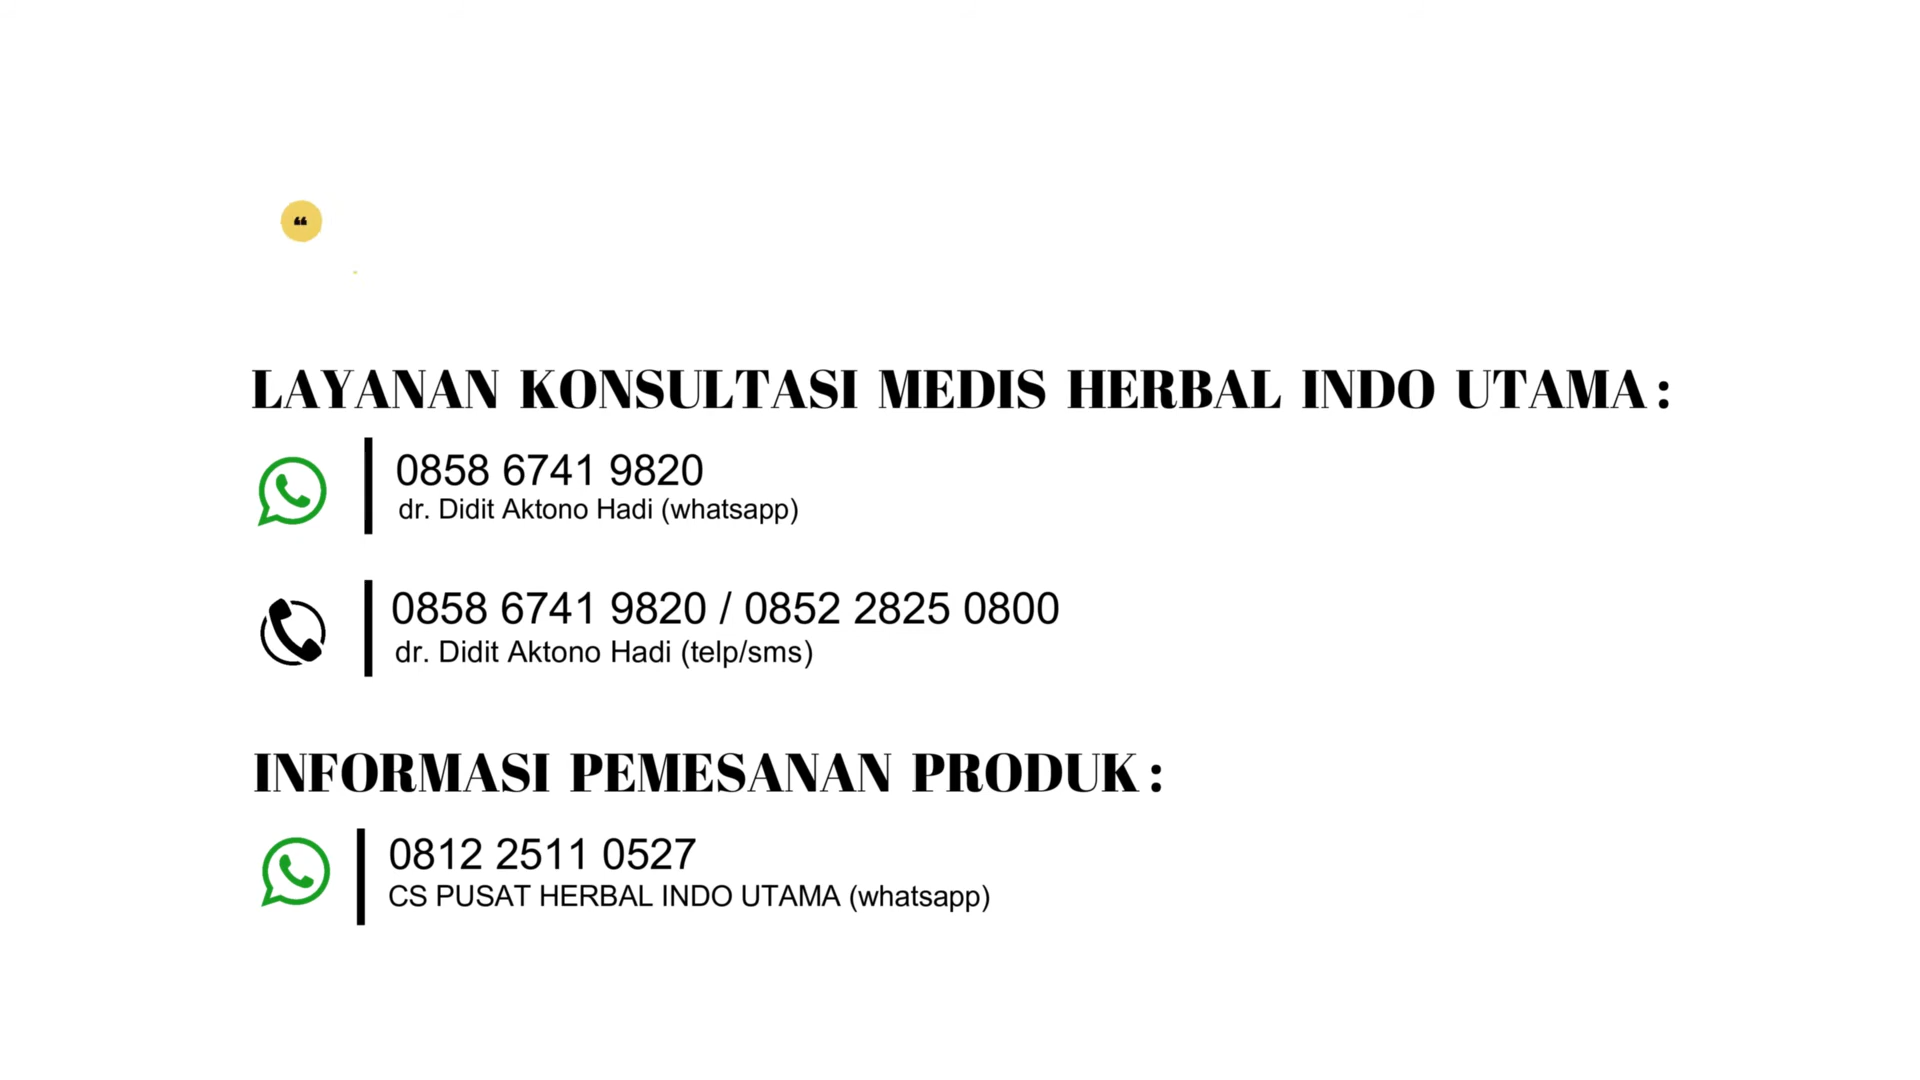 ❝
LAYANAN KONSULTASI MEDIS HERBAL INDO UTAMA :
0858 6741 9820
dr. Didit Aktono Hadi (whatsapp)
0858 6741 9820 / 0852 2825 0800
dr. Didit Aktono Hadi (telp/sms)
INFORMASI PEMESANAN PRODUK :
0812 2511 0527
CS PUSAT HERBAL INDO UTAMA (whatsapp)